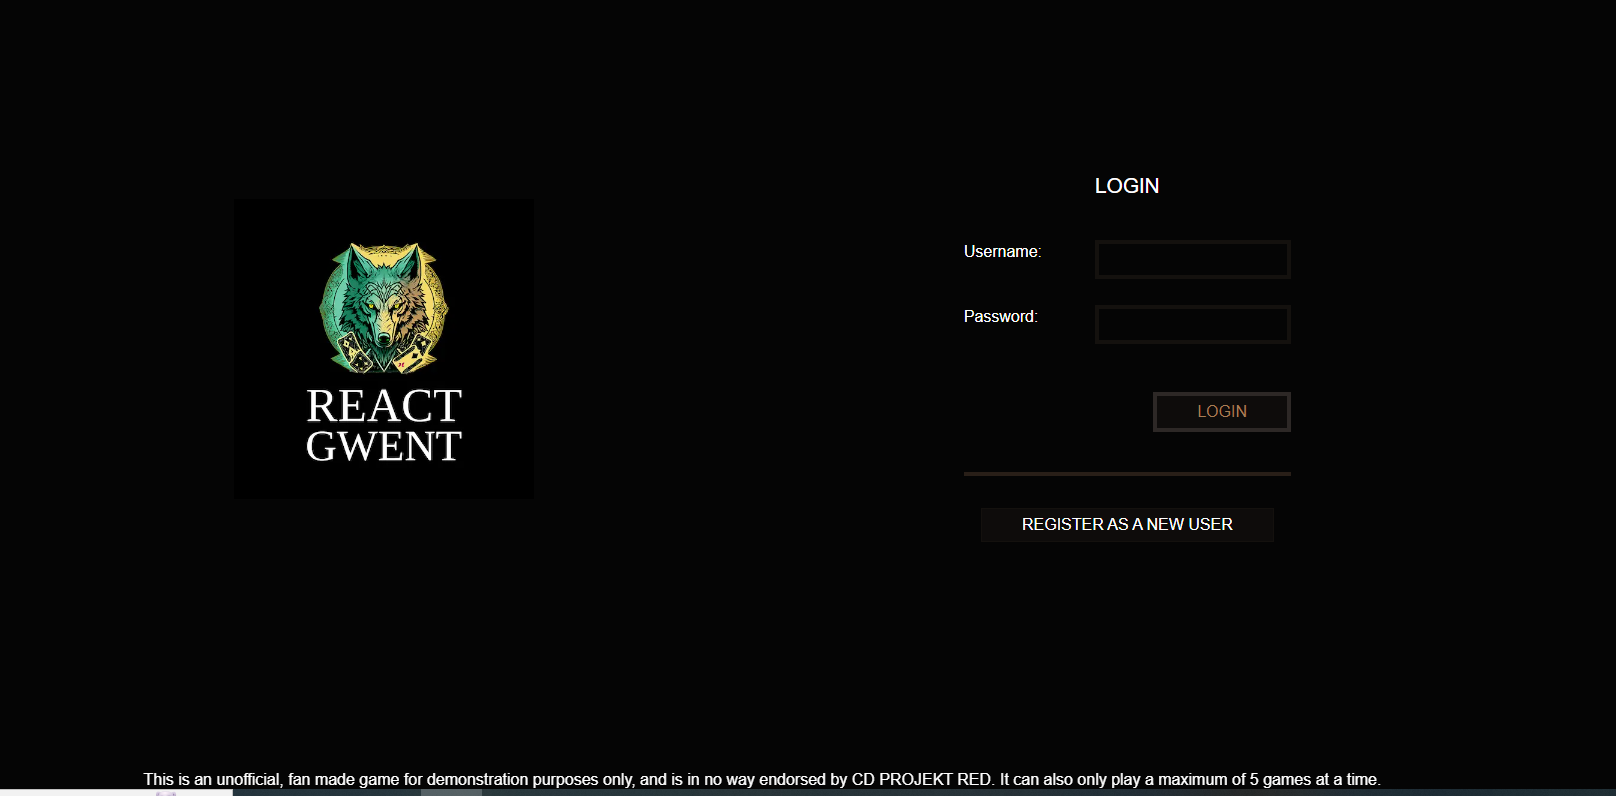 LOGIN
Username:
Password:
LOGIN
REGISTER AS A NEW USER
REACT
GWENT
This is an unofficial, fan made game for demonstration purposes only, and is in no way endorsed by CD PROJEKT RED. It can also only play a maximum of 5 games at a time.